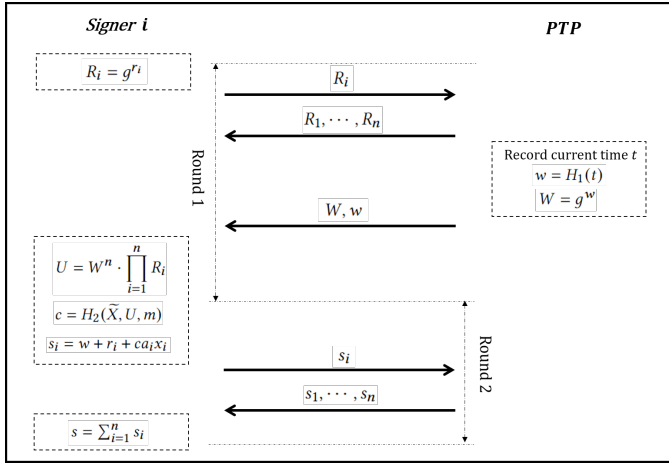 Signer i
PTP
R_i = g^{r_i}
R_i
R_1, ⋯ , R_n
Round 1
Record current time t
w = H_1(t)
W = g^w
W, w
U = W^n · ∏_{i=1}^{n} R_i
c = H_2(X̃, U, m)
s_i = w + r_i + ca_ix_i
s_i
Round 2
s_1, ⋯ , s_n
s = ∑_{i=1}^{n} s_i